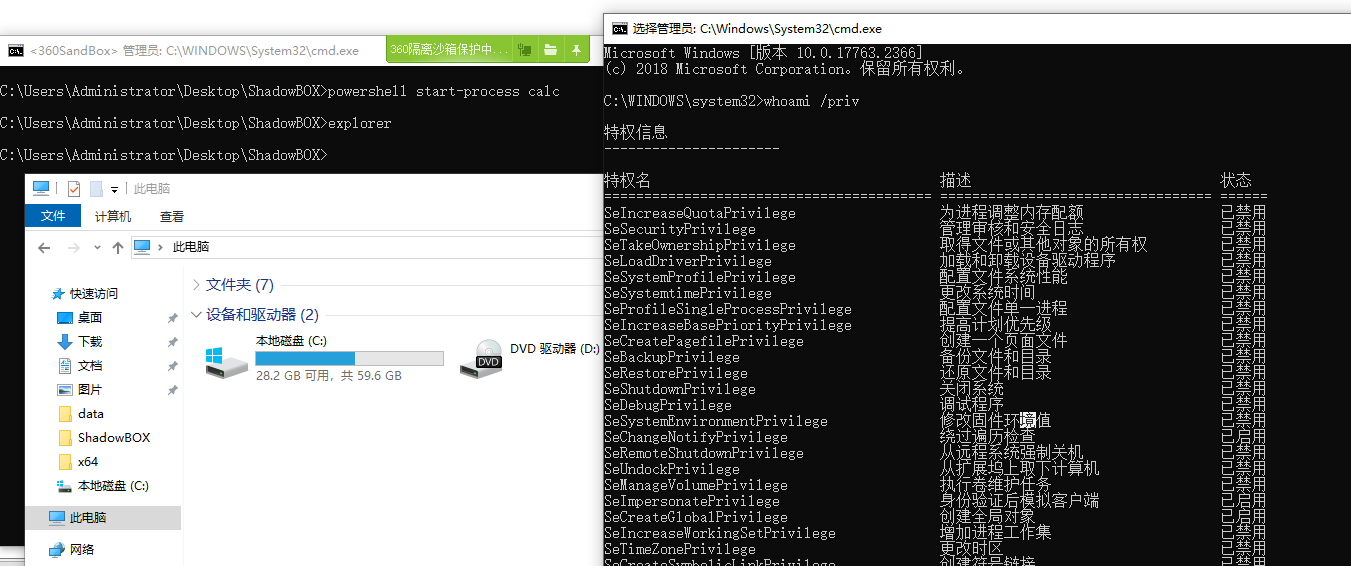 <360SandBox> 管理员: C:\WINDOWS\System32\cmd.exe
360隔离沙箱保护中...
C:\Users\Administrator\Desktop\ShadowBOX>powershell start-process calc
C:\Users\Administrator\Desktop\ShadowBOX>explorer
C:\Users\Administrator\Desktop\ShadowBOX>
此电脑
文件 计算机 查看
此电脑
快速访问
桌面
下载
文档
图片
data
ShadowBOX
x64
本地磁盘 (C:)
此电脑
网络
文件夹 (7)
设备和驱动器 (2)
本地磁盘 (C:)
28.2 GB 可用，共 59.6 GB
DVD
DVD 驱动器 (D:)
选择管理员: C:\Windows\System32\cmd.exe
Microsoft Windows [版本 10.0.17763.2366]
(c) 2018 Microsoft Corporation。保留所有权利。
C:\WINDOWS\system32>whoami /priv
特权信息
----------------------
特权名 描述 状态
========================================= ================================== ======
SeIncreaseQuotaPrivilege 为进程调整内存配额 已禁用
SeSecurityPrivilege 管理审核和安全日志 已禁用
SeTakeOwnershipPrivilege 取得文件或其他对象的所有权 已禁用
SeLoadDriverPrivilege 加载和卸载设备驱动程序 已禁用
SeSystemProfilePrivilege 配置文件系统性能 已禁用
SeSystemtimePrivilege 更改系统时间 已禁用
SeProfileSingleProcessPrivilege 配置文件单一进程 已禁用
SeIncreaseBasePriorityPrivilege 提高计划优先级 已禁用
SeCreatePagefilePrivilege 创建一个页面文件 已禁用
SeBackupPrivilege 备份文件和目录 已禁用
SeRestorePrivilege 还原文件和目录 已禁用
SeShutdownPrivilege 关闭系统 已禁用
SeDebugPrivilege 调试程序 已禁用
SeSystemEnvironmentPrivilege 修改固件环境值 已禁用
SeChangeNotifyPrivilege 绕过遍历检查 已启用
SeRemoteShutdownPrivilege 从远程系统强制关机 已禁用
SeUndockPrivilege 从扩展坞上取下计算机 已禁用
SeManageVolumePrivilege 执行卷维护任务 已禁用
SeImpersonatePrivilege 身份验证后模拟客户端 已启用
SeCreateGlobalPrivilege 创建全局对象 已启用
SeIncreaseWorkingSetPrivilege 增加进程工作集 已禁用
SeTimeZonePrivilege 更改时区 已禁用
SeCreateSymbolicLinkPrivilege 创建符号链接 已禁用